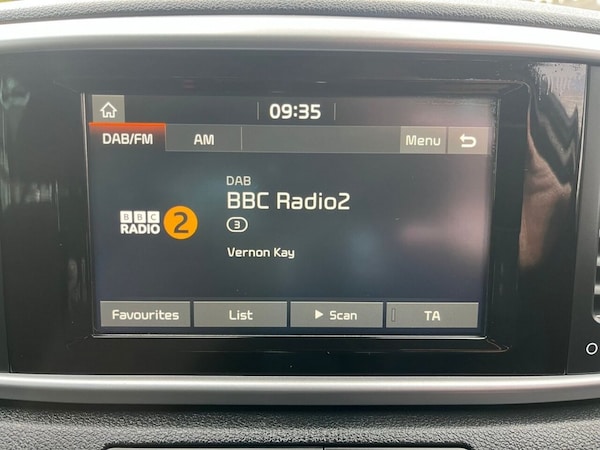 09:35
DAB/FM AM Menu
DAB
BBC Radio2
3
BBC
RADIO 2
Vernon Kay
Favourites List Scan TA